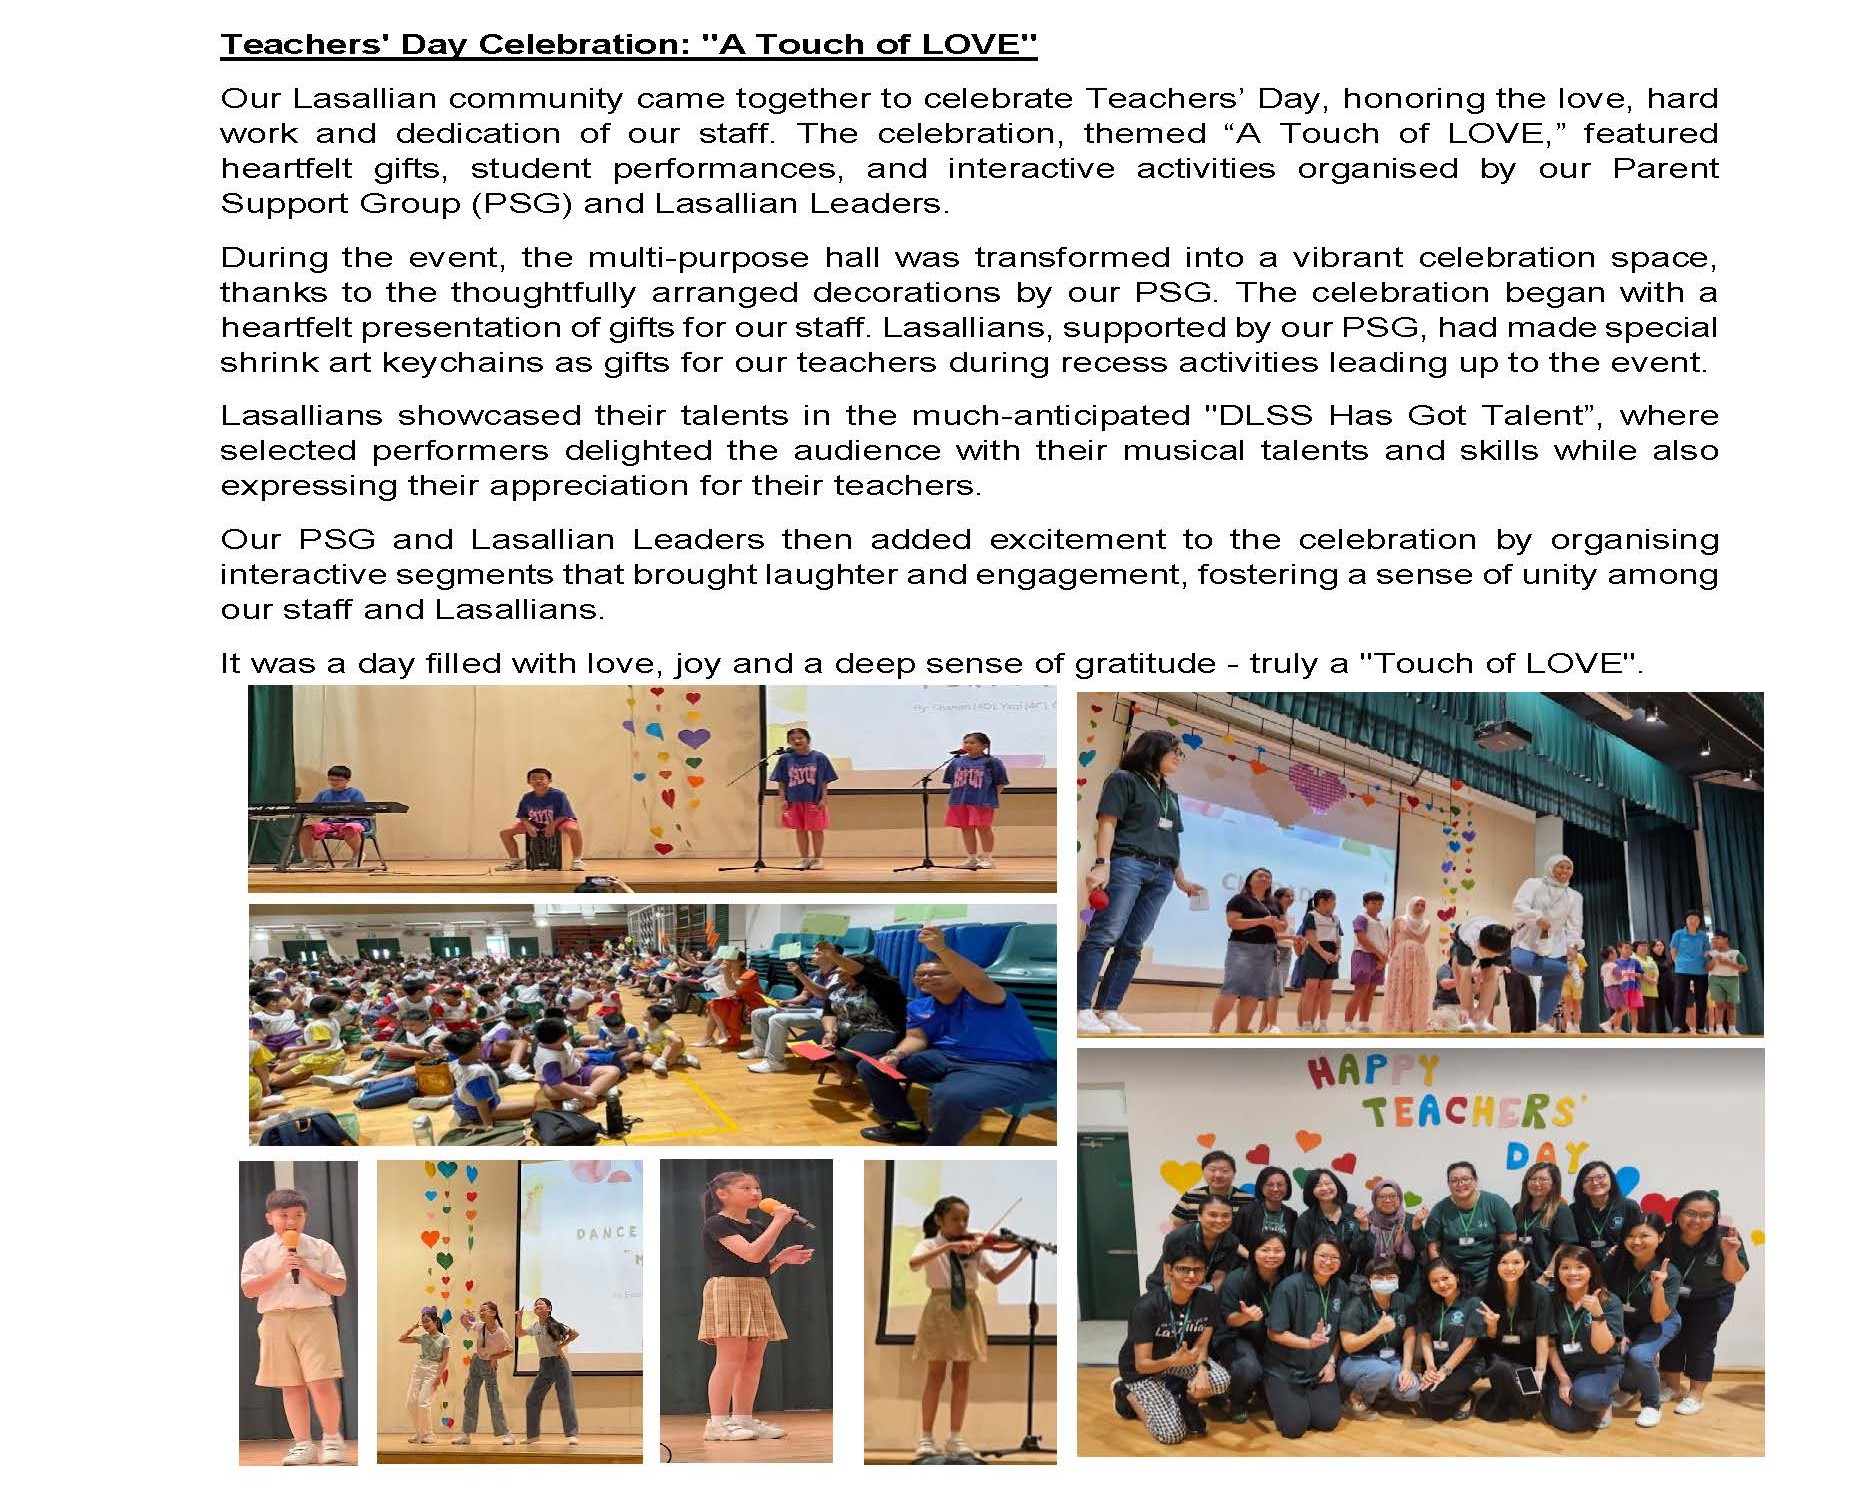 Teachers' Day Celebration: "A Touch of LOVE"
Our Lasallian community came together to celebrate Teachers’ Day, honoring the love, hard
work and dedication of our staff. The celebration, themed “A Touch of LOVE,” featured
heartfelt gifts, student performances, and interactive activities organised by our Parent
Support Group (PSG) and Lasallian Leaders.
During the event, the multi-purpose hall was transformed into a vibrant celebration space,
thanks to the thoughtfully arranged decorations by our PSG. The celebration began with a
heartfelt presentation of gifts for our staff. Lasallians, supported by our PSG, had made special
shrink art keychains as gifts for our teachers during recess activities leading up to the event.
Lasallians showcased their talents in the much-anticipated "DLSS Has Got Talent”, where
selected performers delighted the audience with their musical talents and skills while also
expressing their appreciation for their teachers.
Our PSG and Lasallian Leaders then added excitement to the celebration by organising
interactive segments that brought laughter and engagement, fostering a sense of unity among
our staff and Lasallians.
It was a day filled with love, joy and a deep sense of gratitude - truly a "Touch of LOVE".
DANCE
HAPPY
TEACHERS'
DAY